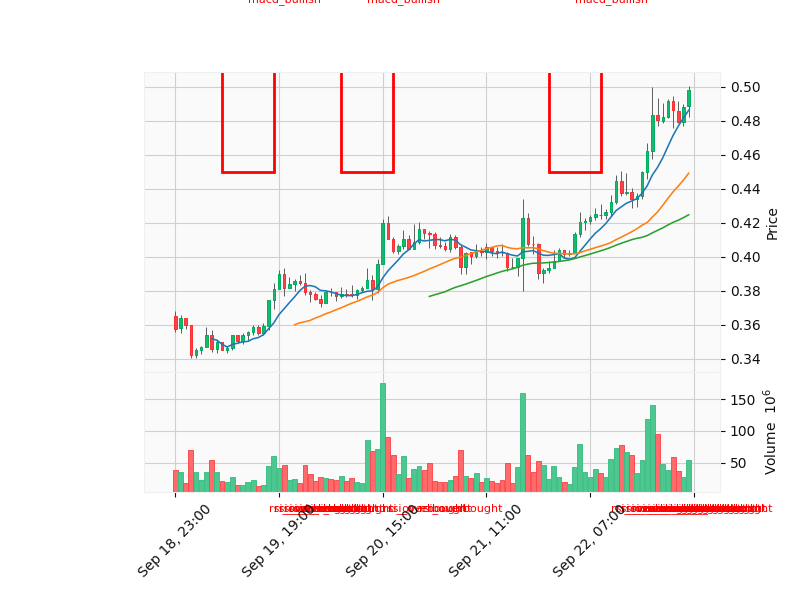 macd_bullish macd_bullish macd_bullish
0.50
0.48
0.46
0.44
0.42
0.40
0.38
0.36
0.34
Price
150
100
50
Volume 10^6
Sep 18, 23:00
Sep 19, 19:00
Sep 20, 15:00
Sep 21, 11:00
Sep 22, 07:00